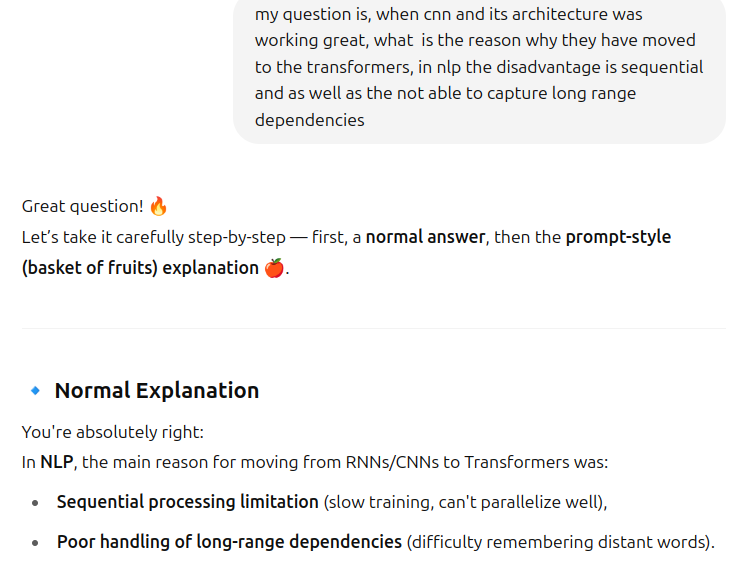 my question is, when cnn and its architecture was
working great, what  is the reason why they have moved
to the transformers, in nlp the disadvantage is sequential
and as well as the not able to capture long range
dependencies
Great question! 🔥
Let’s take it carefully step-by-step — first, a normal answer, then the prompt-style
(basket of fruits) explanation 🍎.
🔹 Normal Explanation
You're absolutely right:
In NLP, the main reason for moving from RNNs/CNNs to Transformers was:
• Sequential processing limitation (slow training, can't parallelize well),
• Poor handling of long-range dependencies (difficulty remembering distant words).